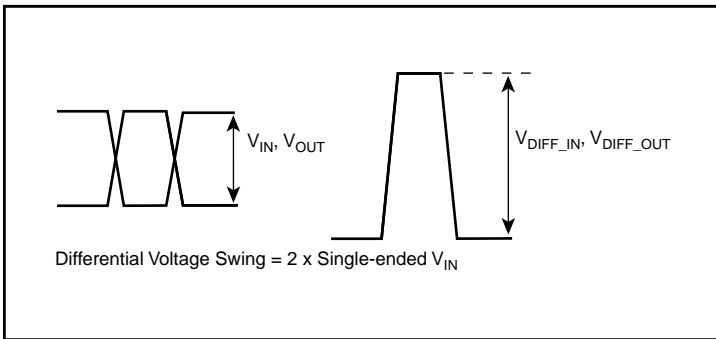 V_IN, V_OUT
V_DIFF_IN, V_DIFF_OUT
Differential Voltage Swing = 2 x Single-ended V_IN